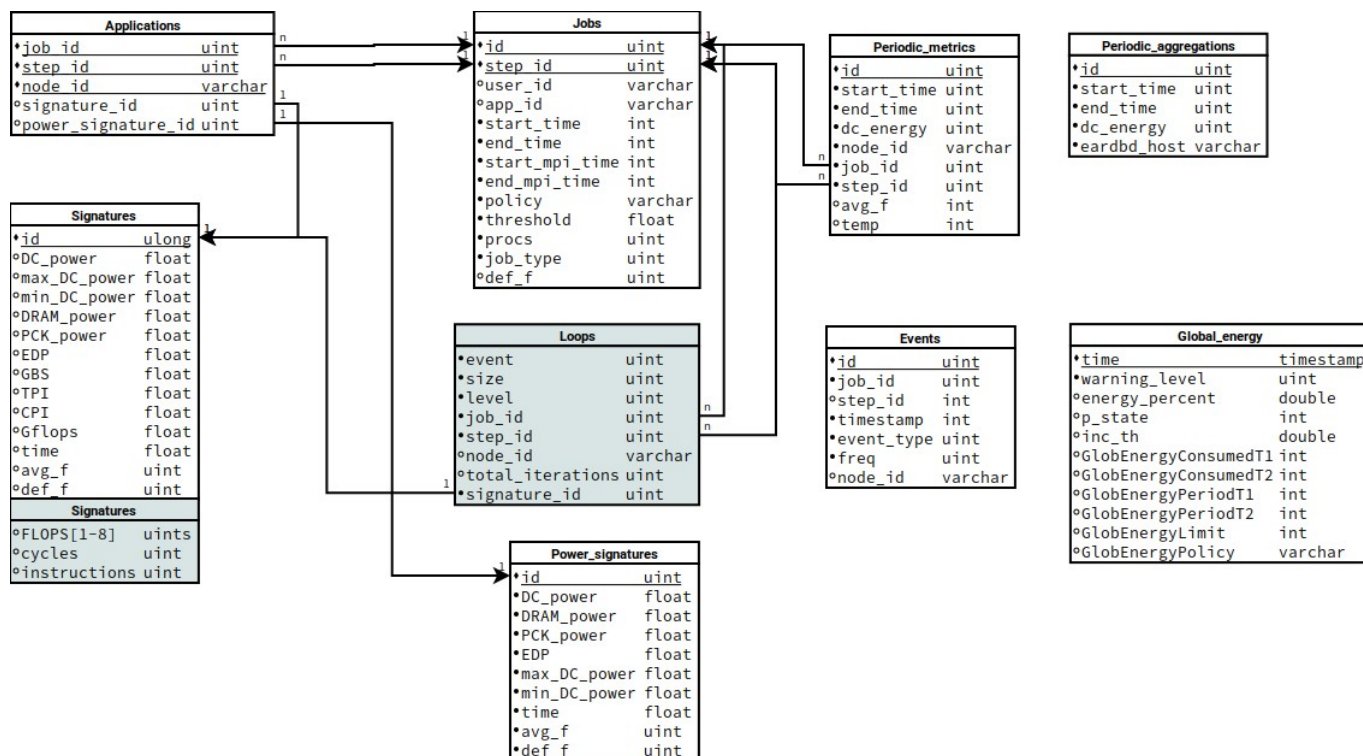 Applications
job_id uint
step_id uint
node_id varchar
signature_id uint
power_signature_id uint
n
n
1
1
Jobs
1
1
id uint
step_id uint
user_id varchar
app_id varchar
start_time int
end_time int
start_mpi_time int
end_mpi_time int
policy varchar
threshold float
procs uint
job_type uint
def_f uint
1
1
Periodic_metrics
id uint
start_time uint
end_time uint
dc_energy uint
node_id varchar
job_id uint
step_id uint
avg_f int
temp int
n
n
Periodic_aggregations
id uint
start_time uint
end_time uint
dc_energy uint
eardbd_host varchar
Signatures
1
id ulong
DC_power float
max_DC_power float
min_DC_power float
DRAM_power float
PCK_power float
EDP float
GBS float
TPI float
CPI float
Gflops float
time float
avg_f uint
def_f uint
Signatures
FLOPS[1-8] uints
cycles uint
instructions uint
Loops
event uint
size uint
level uint
job_id uint
step_id uint
node_id varchar
total_iterations uint
signature_id uint
n
n
1
Events
id uint
job_id uint
step_id int
timestamp int
event_type uint
freq uint
node_id varchar
Global_energy
time timestamp
warning_level uint
energy_percent double
p_state int
inc_th double
GlobEnergyConsumedT1 int
GlobEnergyConsumedT2 int
GlobEnergyPeriodT1 int
GlobEnergyPeriodT2 int
GlobEnergyLimit int
GlobEnergyPolicy varchar
Power_signatures
1
id uint
DC_power float
DRAM_power float
PCK_power float
EDP float
max_DC_power float
min_DC_power float
time float
avg_f uint
def_f uint